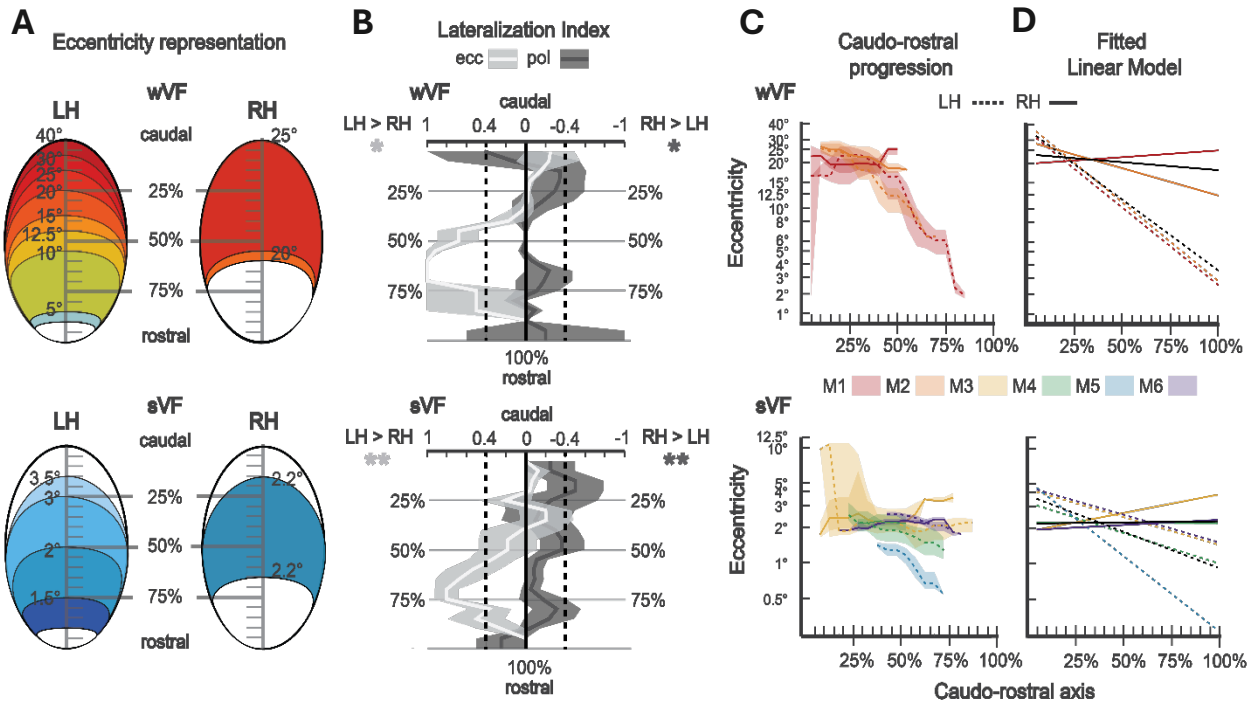 A
B
C
D
Eccentricity representation
Lateralization Index
ecc pol
Caudo-rostral
progression
Fitted
Linear Model
LH RH
wVF
LH RH
caudal
40°
30°
25°
20°
15°
12.5°
10°
5°
25%
50%
75%
rostral
25°
20°
wVF
caudal
LH > RH
1 0.4 0 -0.4 -1
RH > LH
*
*
25% 25%
50% 50%
75% 75%
100%
rostral
wVF
Eccentricity
40°
30°
25°
20°
12.5°
10°
8°
6°
5°
4°
3°
2°
1°
25% 50% 75% 100%
25% 50% 75% 100%
M1 M2 M3 M4 M5 M6
sVF
LH RH
caudal
3.5°
3°
2°
1.5°
25%
50%
75%
rostral
2.2°
2.2°
sVF
caudal
LH > RH
1 0.4 0 -0.4 -1
RH > LH
**
**
25% 25%
50% 50%
75% 75%
100%
rostral
sVF
Eccentricity
12.5°
10°
5°
4°
3°
2°
1°
0.5°
25% 50% 75% 100%
25% 50% 75% 100%
Caudo-rostral axis